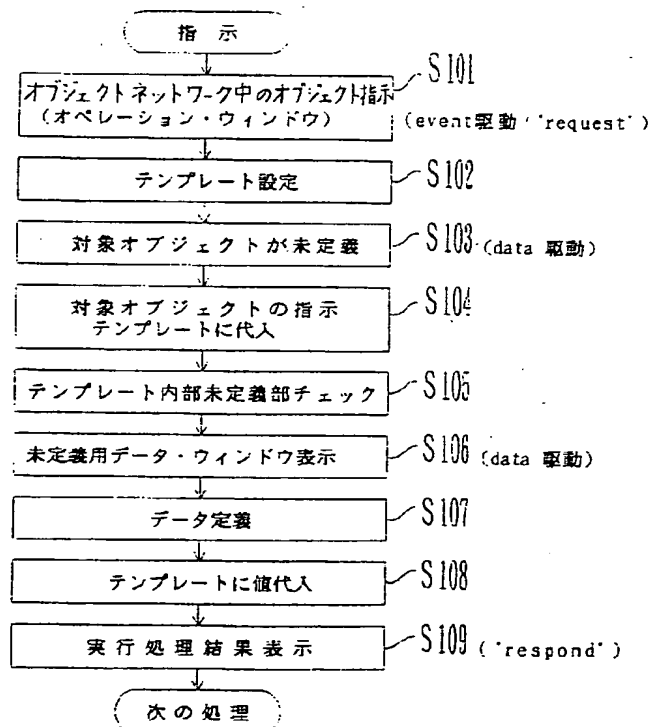 指示
オブジェクトネットワーク中のオブジェクト指示
(オペレーション・ウィンドウ)
S101
(event駆動 'request')
テンプレート設定
S102
対象オブジェクトが未定義
S103 (data 駆動)
対象オブジェクトの指示
テンプレートに代入
S104
テンプレート内部未定義部チェック
S105
未定義用データ・ウィンドウ表示
S106 (data 駆動)
データ定義
S107
テンプレートに値代入
S108
実行処理結果表示
S109 ('respond')
次の処理